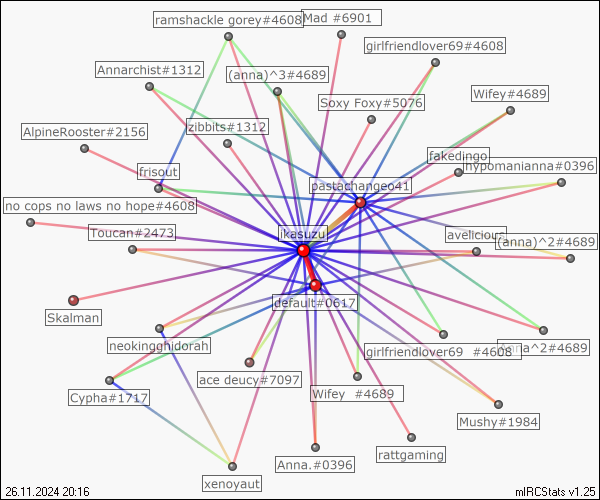 ramshackle gorey#4608
Mad #6901
girlfriendlover69#4608
Annarchist#1312
(anna)^3#4689
Wifey#4689
Soxy Foxy#5076
AlpineRooster#2156
zibbits#1312
fakedingo
frisout
hypomanianna#0396
pastachangeo41
no cops no laws no hope#4608
Toucan#2473
jkasuzu
avelicious
(anna)^2#4689
Skalman
default#0617
neokingghidorah
girlfriendlover69 #4608
Anna^2#4689
ace deucy#7097
Cypha#1717
Wifey #4689
Mushy#1984
Anna.#0396
rattgaming
xenoyaut
26.11.2024 20:16
mIRCStats v1.25